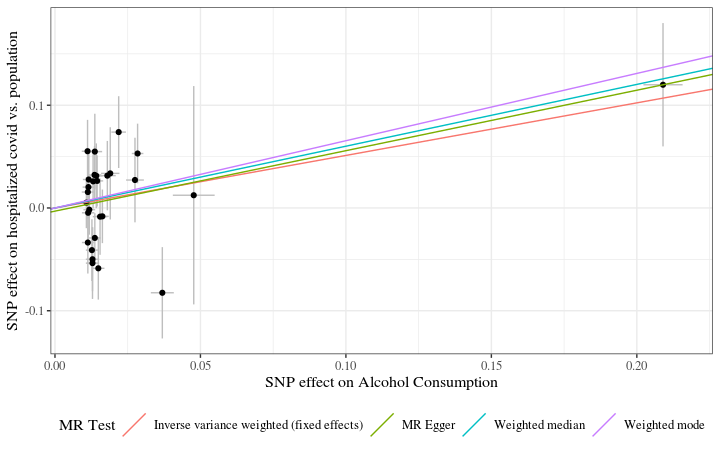 SNP effect on hospitalized covid vs. population
0.1
0.0
-0.1
0.00 0.05 0.10 0.15 0.20
SNP effect on Alcohol Consumption
MR Test Inverse variance weighted (fixed effects) MR Egger Weighted median Weighted mode